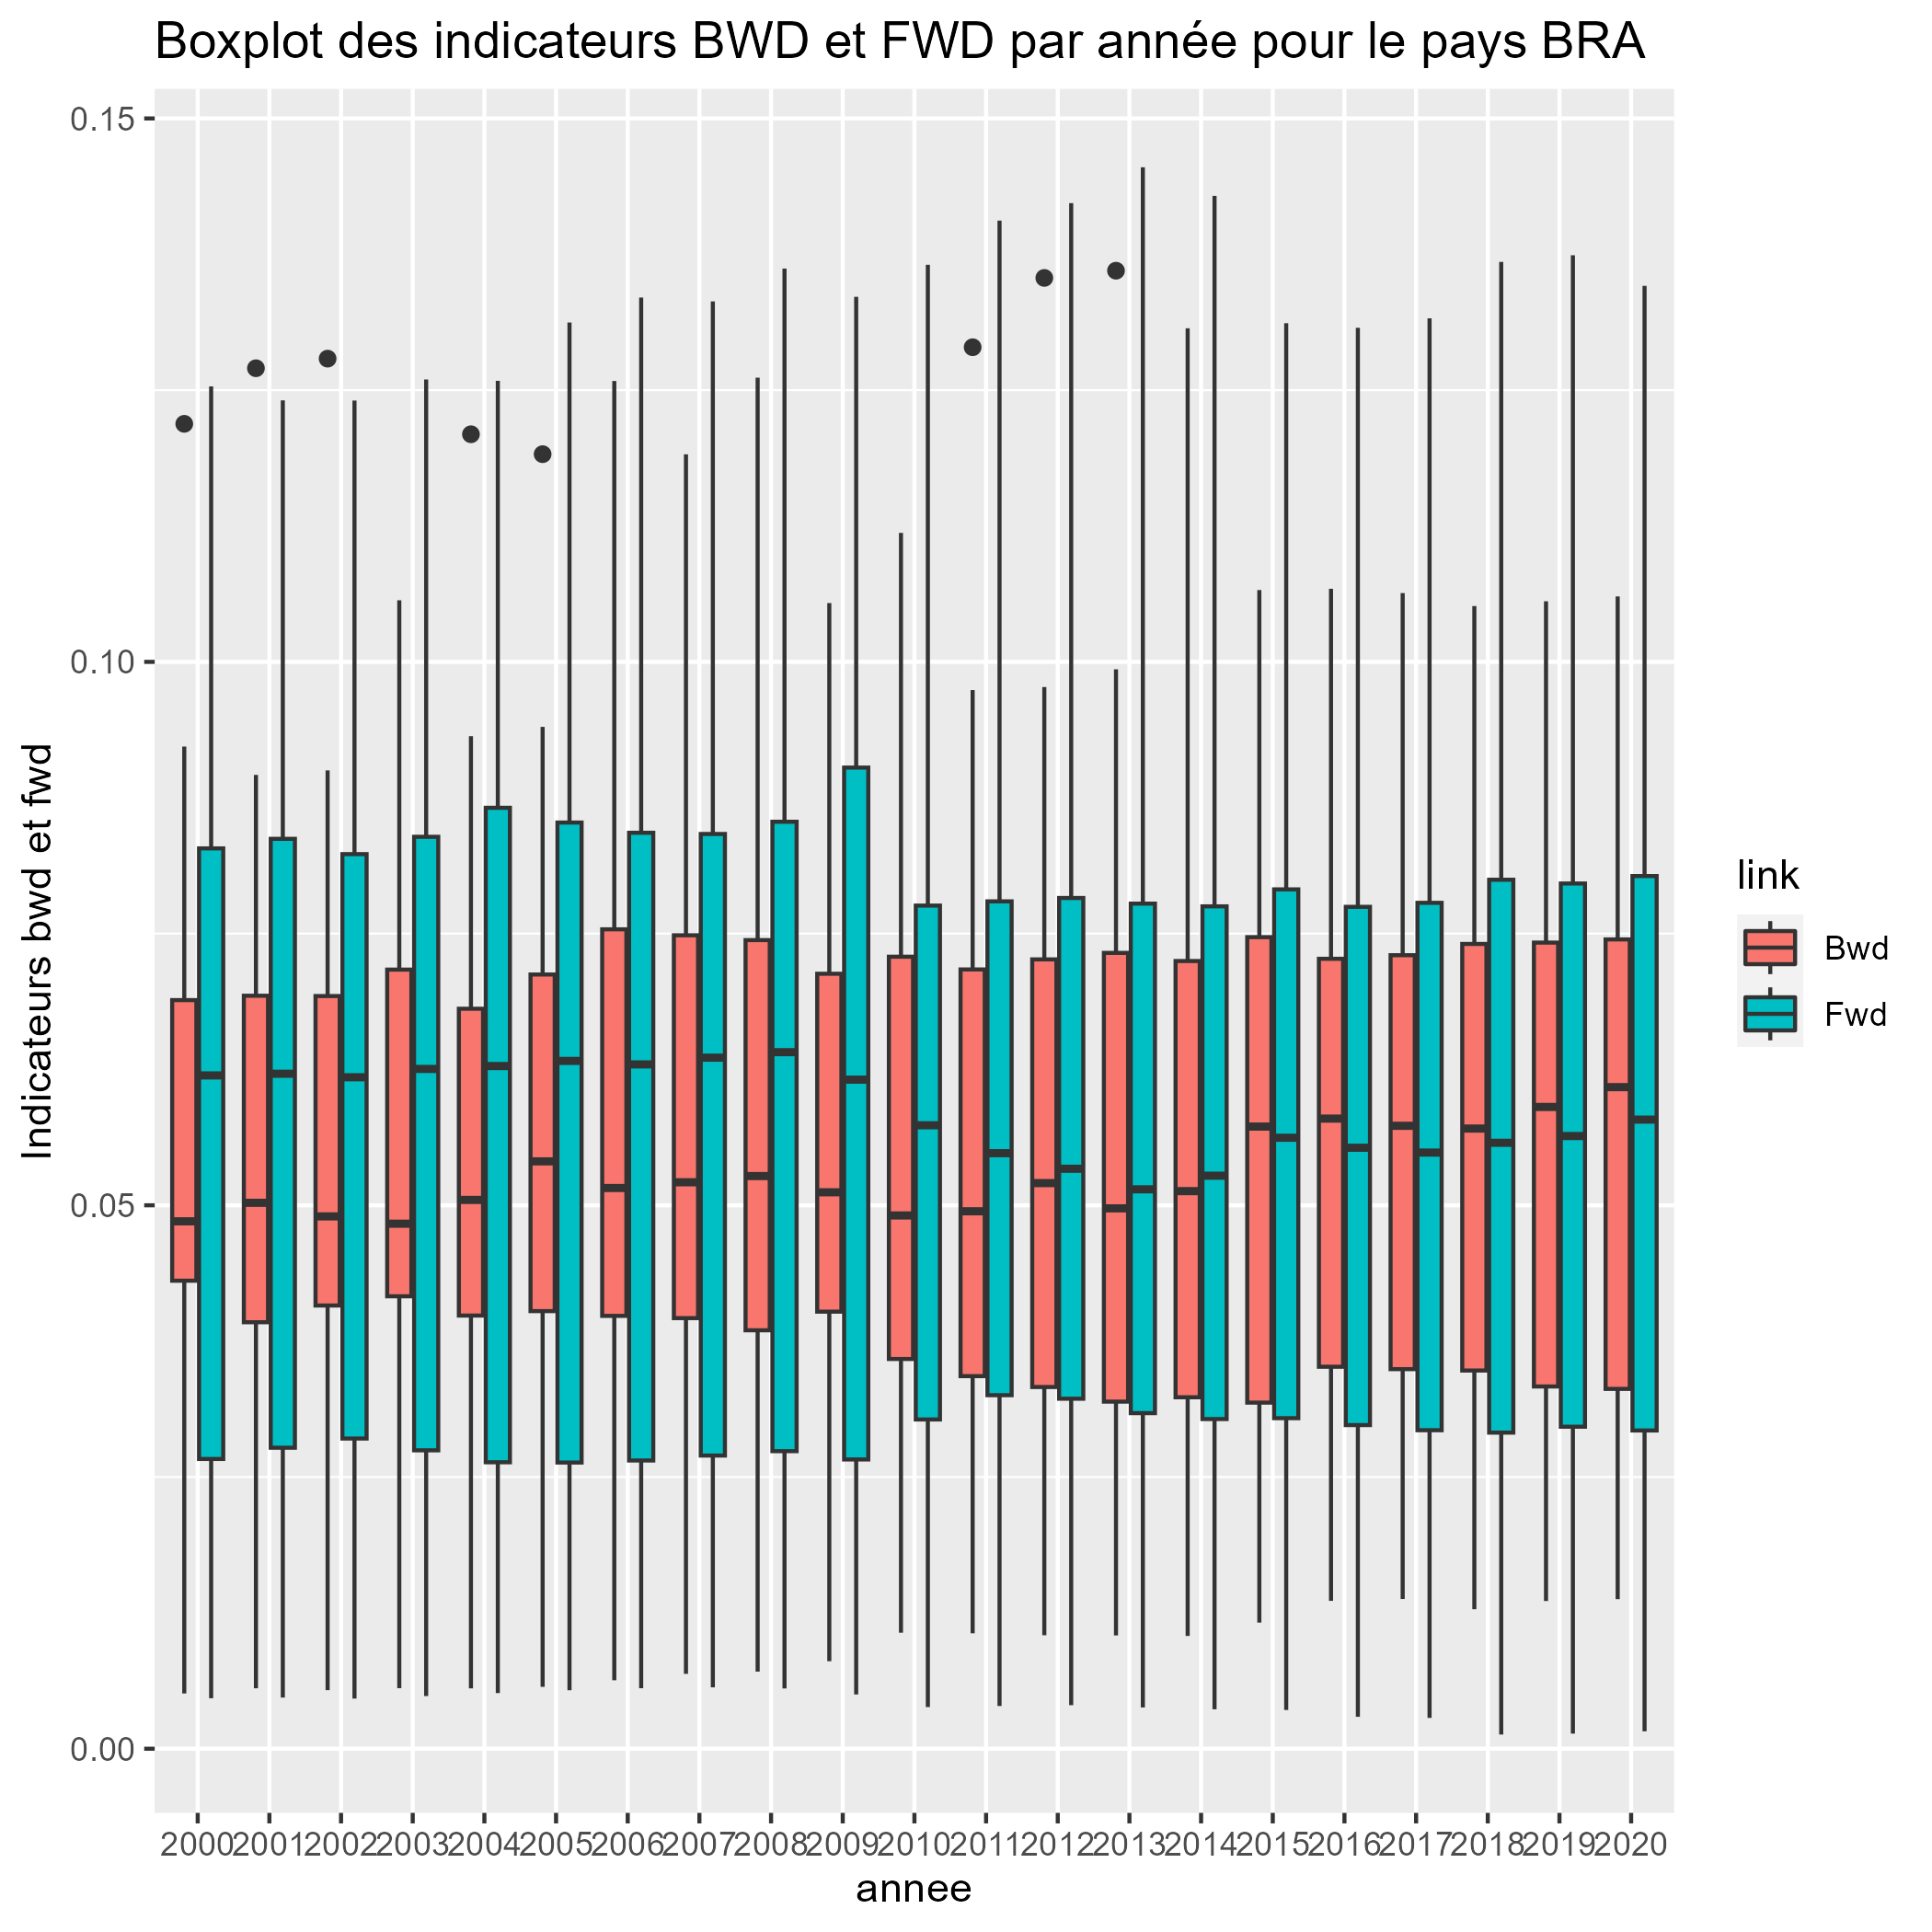 Boxplot des indicateurs BWD et FWD par année pour le pays BRA
0.15
0.10
0.05
0.00
Indicateurs bwd et fwd
2000 2001 2002 2003 2004 2005 2006 2007 2008 2009 2010 2011 2012 2013 2014 2015 2016 2017 2018 2019 2020
annee
link
Bwd
Fwd